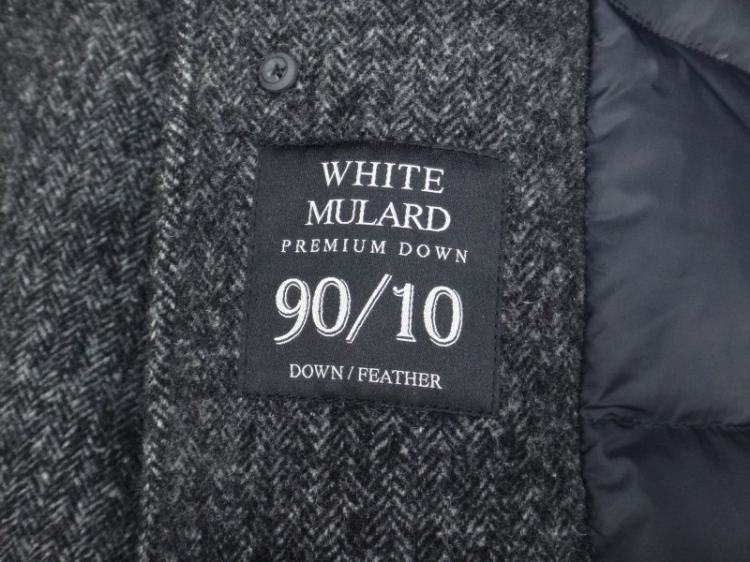 WHITE
MULARD
PREMIUM DOWN
90/10
DOWN / FEATHER